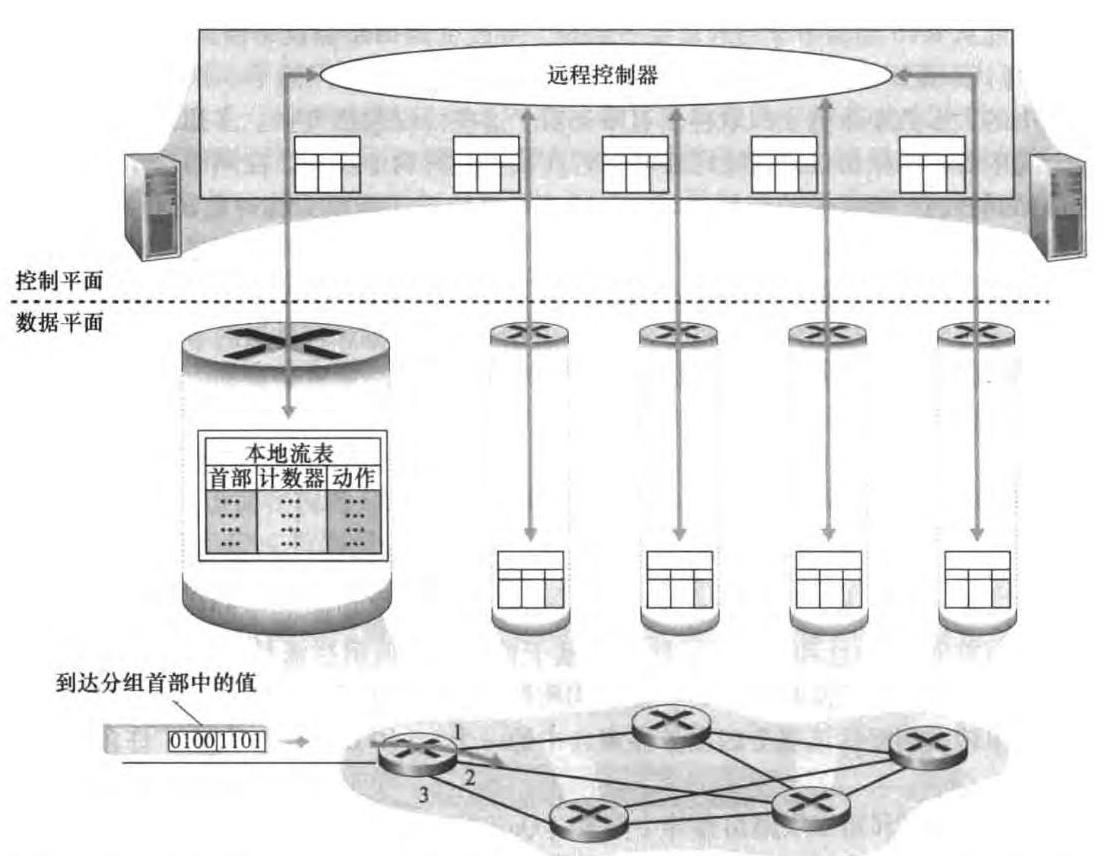 远程控制器
控制平面
数据平面
本地流表
首部 计数器 动作
... ... ...
... ... ...
... ... ...
... ... ...
到达分组首部中的值
0100 1101
1
2
3